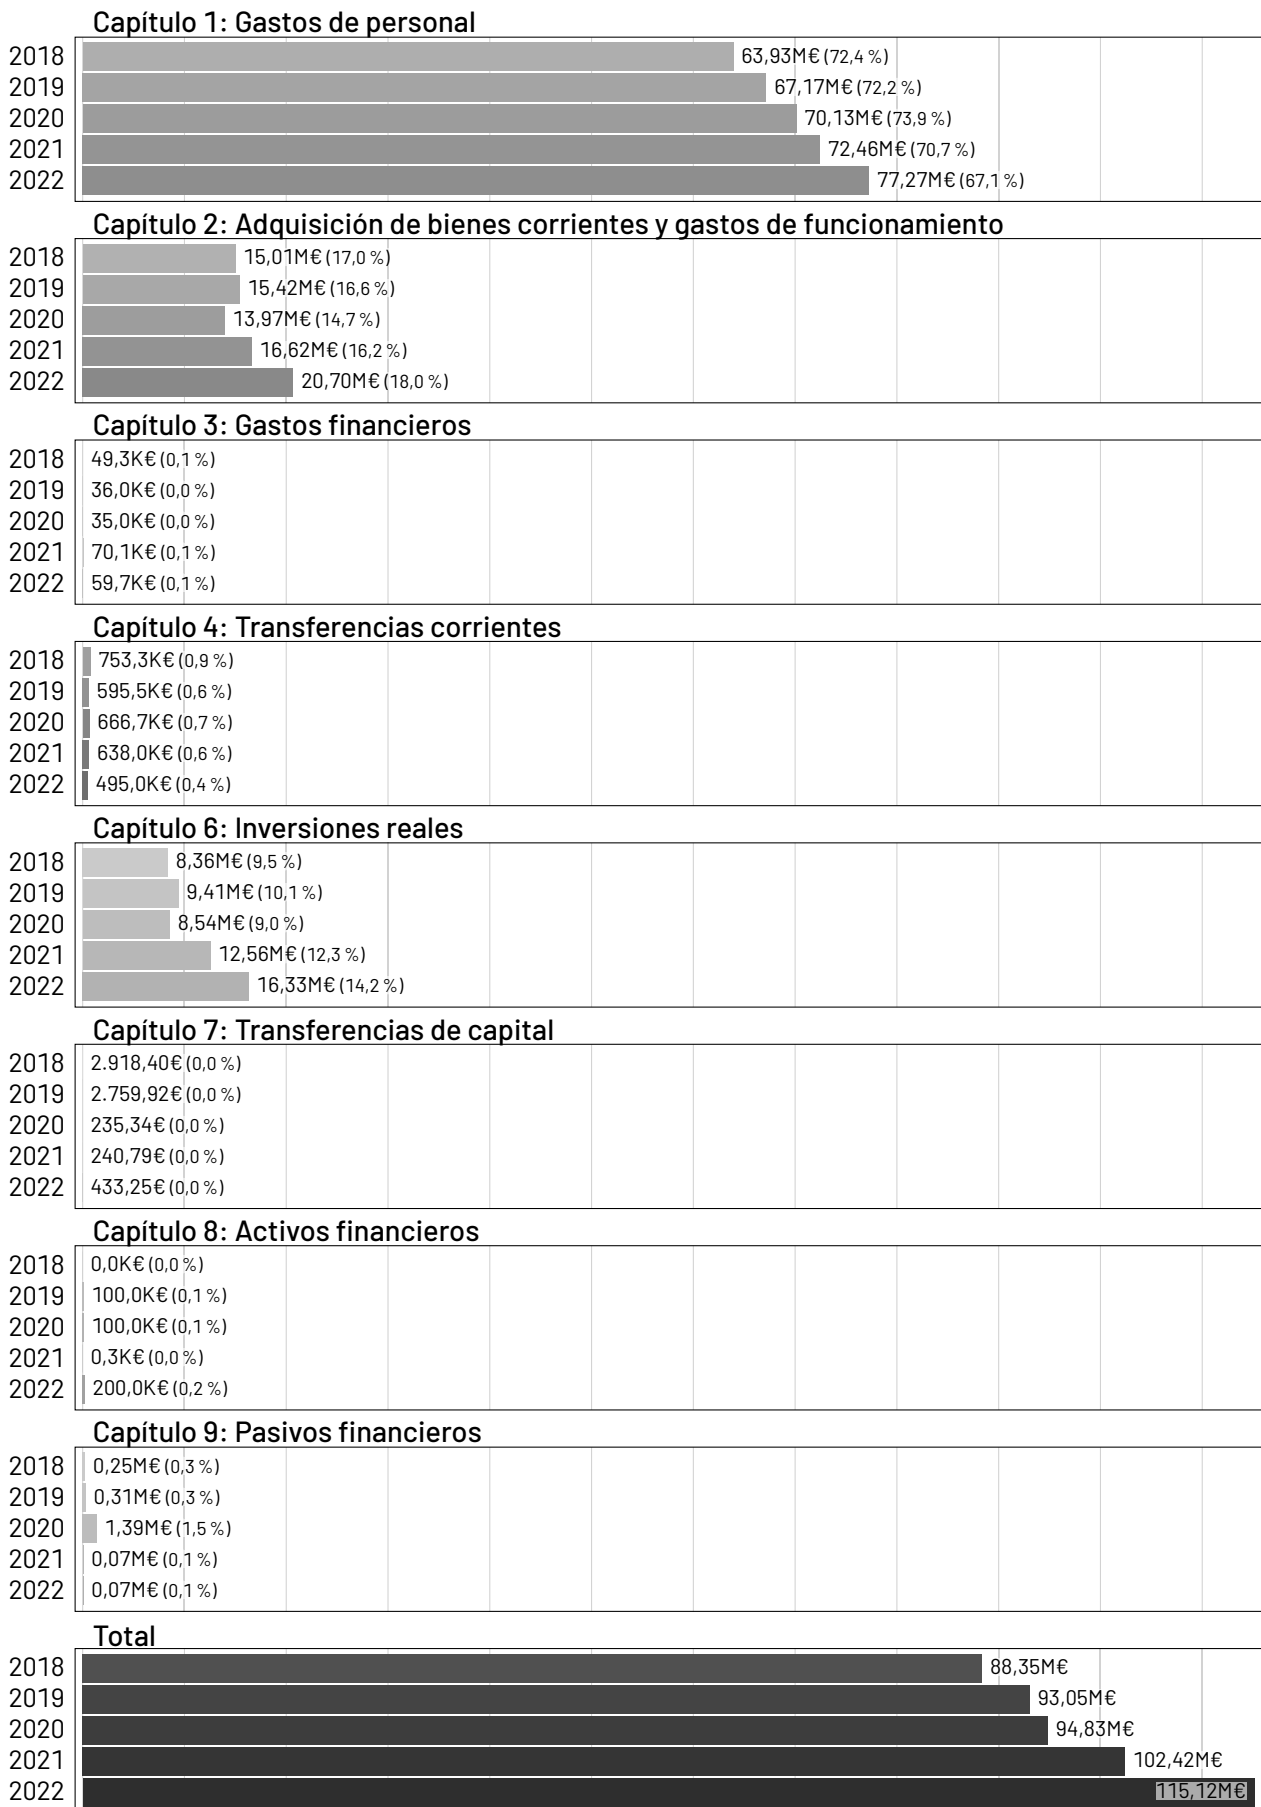 Capítulo 1: Gastos de personal
2018 63,93M€ (72,4 %)
2019 67,17M€ (72,2 %)
2020 70,13M€ (73,9 %)
2021 72,46M€ (70,7 %)
2022 77,27M€ (67,1 %)
Capítulo 2: Adquisición de bienes corrientes y gastos de funcionamiento
2018 15,01M€ (17,0 %)
2019 15,42M€ (16,6 %)
2020 13,97M€ (14,7 %)
2021 16,62M€ (16,2 %)
2022 20,70M€ (18,0 %)
Capítulo 3: Gastos financieros
2018 49,3K€ (0,1 %)
2019 36,0K€ (0,0 %)
2020 35,0K€ (0,0 %)
2021 70,1K€ (0,1 %)
2022 59,7K€ (0,1 %)
Capítulo 4: Transferencias corrientes
2018 753,3K€ (0,9 %)
2019 595,5K€ (0,6 %)
2020 666,7K€ (0,7 %)
2021 638,0K€ (0,6 %)
2022 495,0K€ (0,4 %)
Capítulo 6: Inversiones reales
2018 8,36M€ (9,5 %)
2019 9,41M€ (10,1 %)
2020 8,54M€ (9,0 %)
2021 12,56M€ (12,3 %)
2022 16,33M€ (14,2 %)
Capítulo 7: Transferencias de capital
2018 2.918,40€ (0,0 %)
2019 2.759,92€ (0,0 %)
2020 235,34€ (0,0 %)
2021 240,79€ (0,0 %)
2022 433,25€ (0,0 %)
Capítulo 8: Activos financieros
2018 0,0K€ (0,0 %)
2019 100,0K€ (0,1 %)
2020 100,0K€ (0,1 %)
2021 0,3K€ (0,0 %)
2022 200,0K€ (0,2 %)
Capítulo 9: Pasivos financieros
2018 0,25M€ (0,3 %)
2019 0,31M€ (0,3 %)
2020 1,39M€ (1,5 %)
2021 0,07M€ (0,1 %)
2022 0,07M€ (0,1 %)
Total
2018 88,35M€
2019 93,05M€
2020 94,83M€
2021 102,42M€
2022 115,12M€